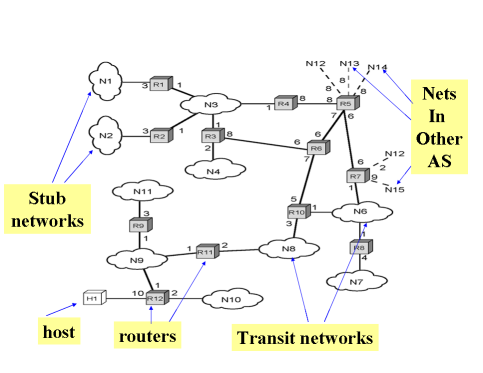 N12 N13 N14
8 8 8
N1 3 R1 1
N3 1 R4 8 8 R5
8
7 6
Nets
In
Other
AS
N2 3 R2 1
1
R3 8
2
N4
6 R6
6
7
6
R7
2
9
1
N12
N15
Stub
networks
N11
3
R9
1
5
R10 1
3
N6
1
R8
4
N9 1 R11 2 N8
N7
1
H1 10 R12 2 N10
host routers Transit networks